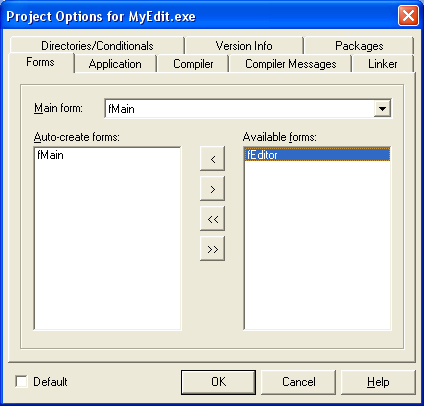 Project Options for MyEdit.exe
Directories/Conditionals Version Info Packages
Forms Application Compiler Compiler Messages Linker
Main form: fMain
Auto-create forms: Available forms:
fMain fEditor
<
>
<<
>>
Default OK Cancel Help